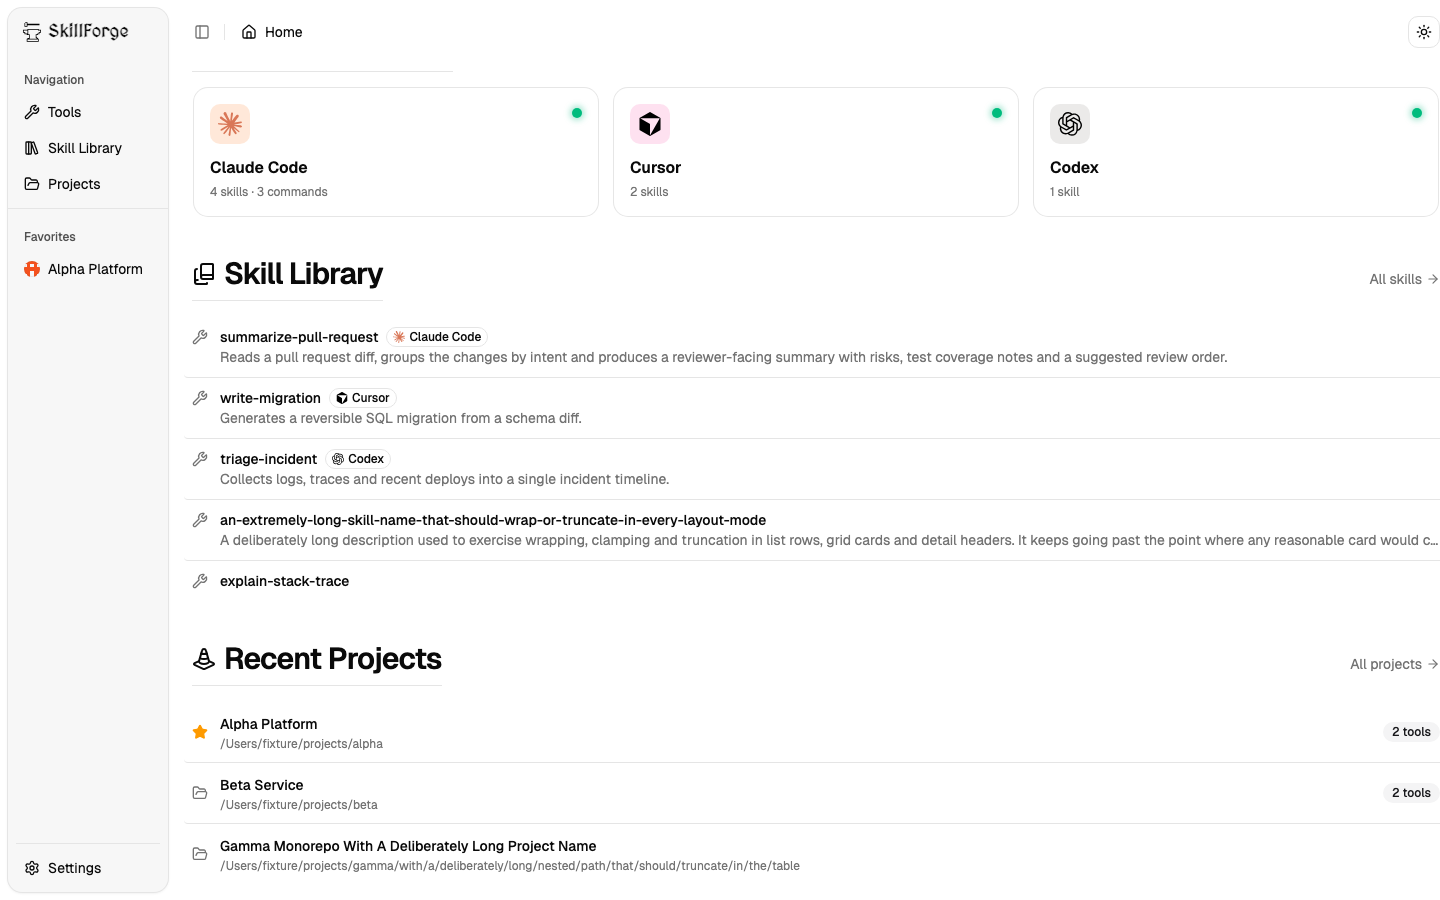 SkillForge
Navigation
Tools
Skill Library
Projects
Favorites
Alpha Platform
Settings
Home
Claude Code
4 skills · 3 commands
Cursor
2 skills
Codex
1 skill
Skill Library
All skills →
summarize-pull-request Claude Code
Reads a pull request diff, groups the changes by intent and produces a reviewer-facing summary with risks, test coverage notes and a suggested review order.
write-migration Cursor
Generates a reversible SQL migration from a schema diff.
triage-incident Codex
Collects logs, traces and recent deploys into a single incident timeline.
an-extremely-long-skill-name-that-should-wrap-or-truncate-in-every-layout-mode
A deliberately long description used to exercise wrapping, clamping and truncation in list rows, grid cards and detail headers. It keeps going past the point where any reasonable card would c...
explain-stack-trace
Recent Projects
All projects →
Alpha Platform
/Users/fixture/projects/alpha
2 tools
Beta Service
/Users/fixture/projects/beta
2 tools
Gamma Monorepo With A Deliberately Long Project Name
/Users/fixture/projects/gamma/with/a/deliberately/long/nested/path/that/should/truncate/in/the/table